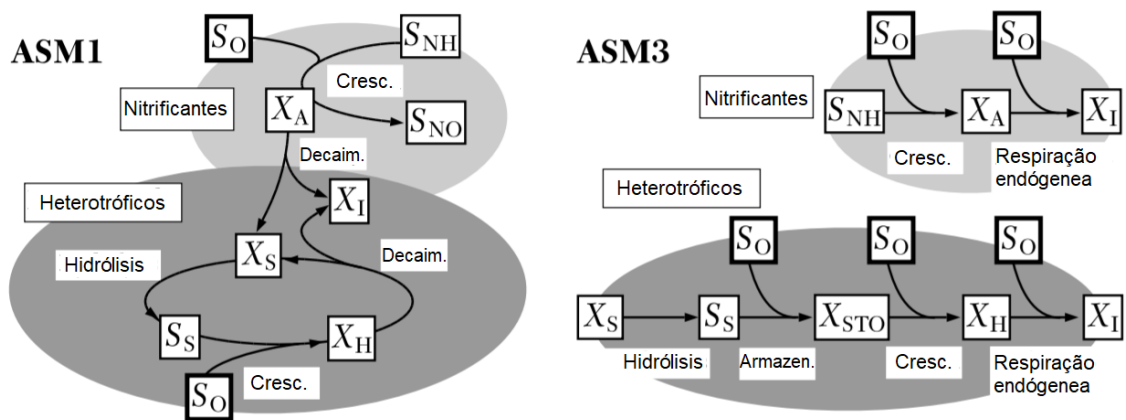 ASM1
S_O
S_NH
Cresc.
Nitrificantes
X_A
S_NO
Decaim.
Heterotróficos
X_I
X_S
Decaim.
Hidrólisis
S_S
X_H
Cresc.
S_O
ASM3
S_O
S_O
Nitrificantes
S_NH
X_A
X_I
Cresc.
Respiração
endógenea
Heterotróficos
S_O
S_O
S_O
X_S
S_S
X_STO
X_H
X_I
Hidrólisis
Armazen.
Cresc.
Respiração
endógenea